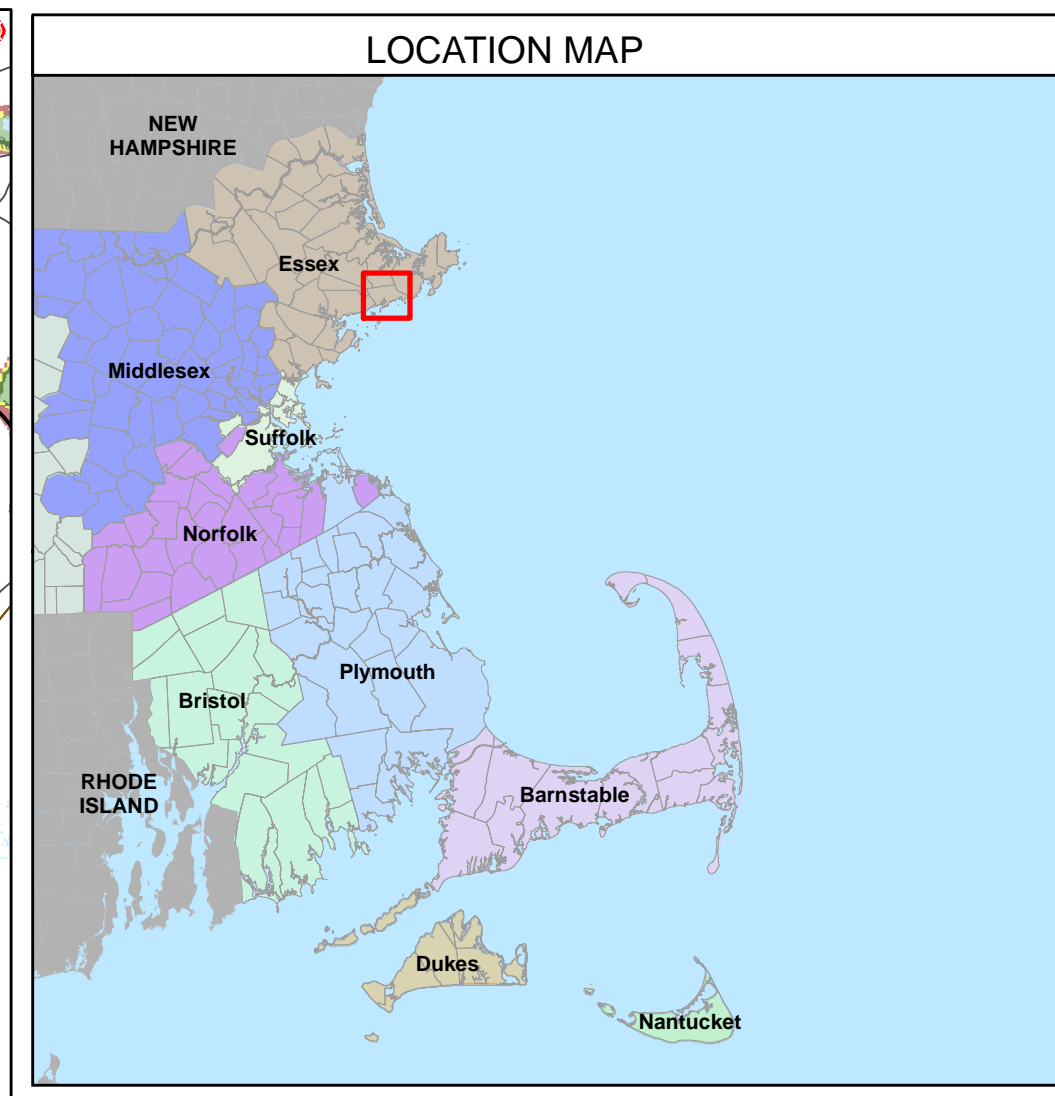 LOCATION MAP
NEW
HAMPSHIRE
Essex
Middlesex
Suffolk
Norfolk
Plymouth
Bristol
RHODE
ISLAND
Barnstable
Dukes
Nantucket